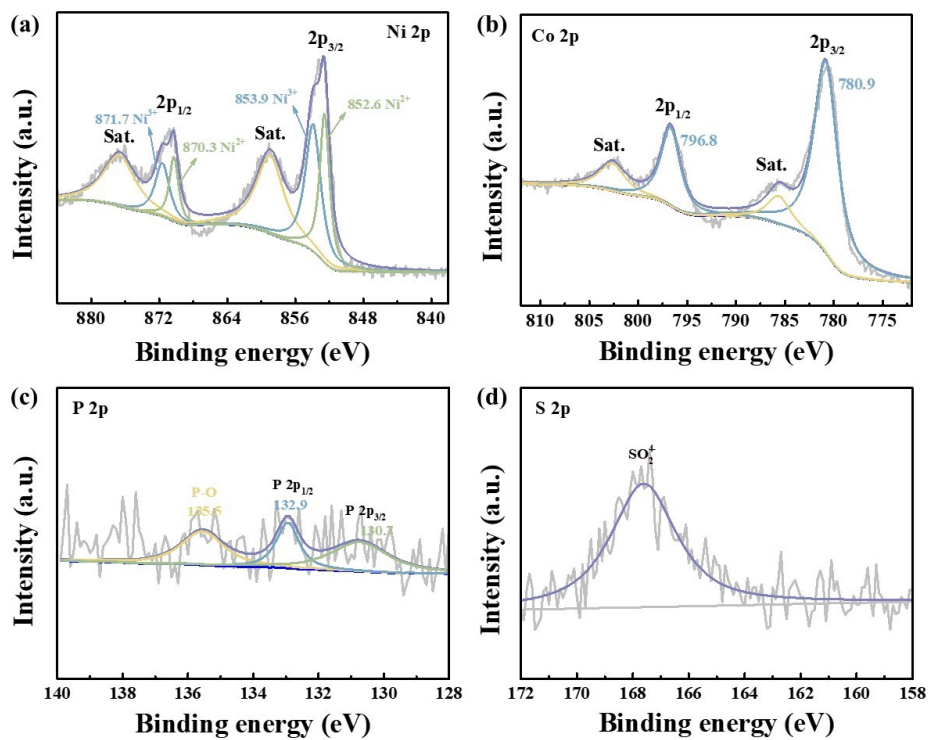 (a)
Ni 2p
2p3/2
853.9 Ni3+
852.6 Ni2+
2p1/2
871.7 Ni3+
Sat.
Sat.
870.3 Ni2+
Intensity (a.u.)
880 872 864 856 848 840
Binding energy (eV)
(b)
Co 2p
2p3/2
780.9
2p1/2
796.8
Sat.
Sat.
Intensity (a.u.)
810 805 800 795 790 785 780 775
Binding energy (eV)
(c)
P 2p
P-O
135.5
P 2p1/2
132.9
P 2p3/2
130.7
Intensity (a.u.)
140 138 136 134 132 130 128
Binding energy (eV)
(d)
S 2p
SO24-
Intensity (a.u.)
172 170 168 166 164 162 160 158
Binding energy (eV)